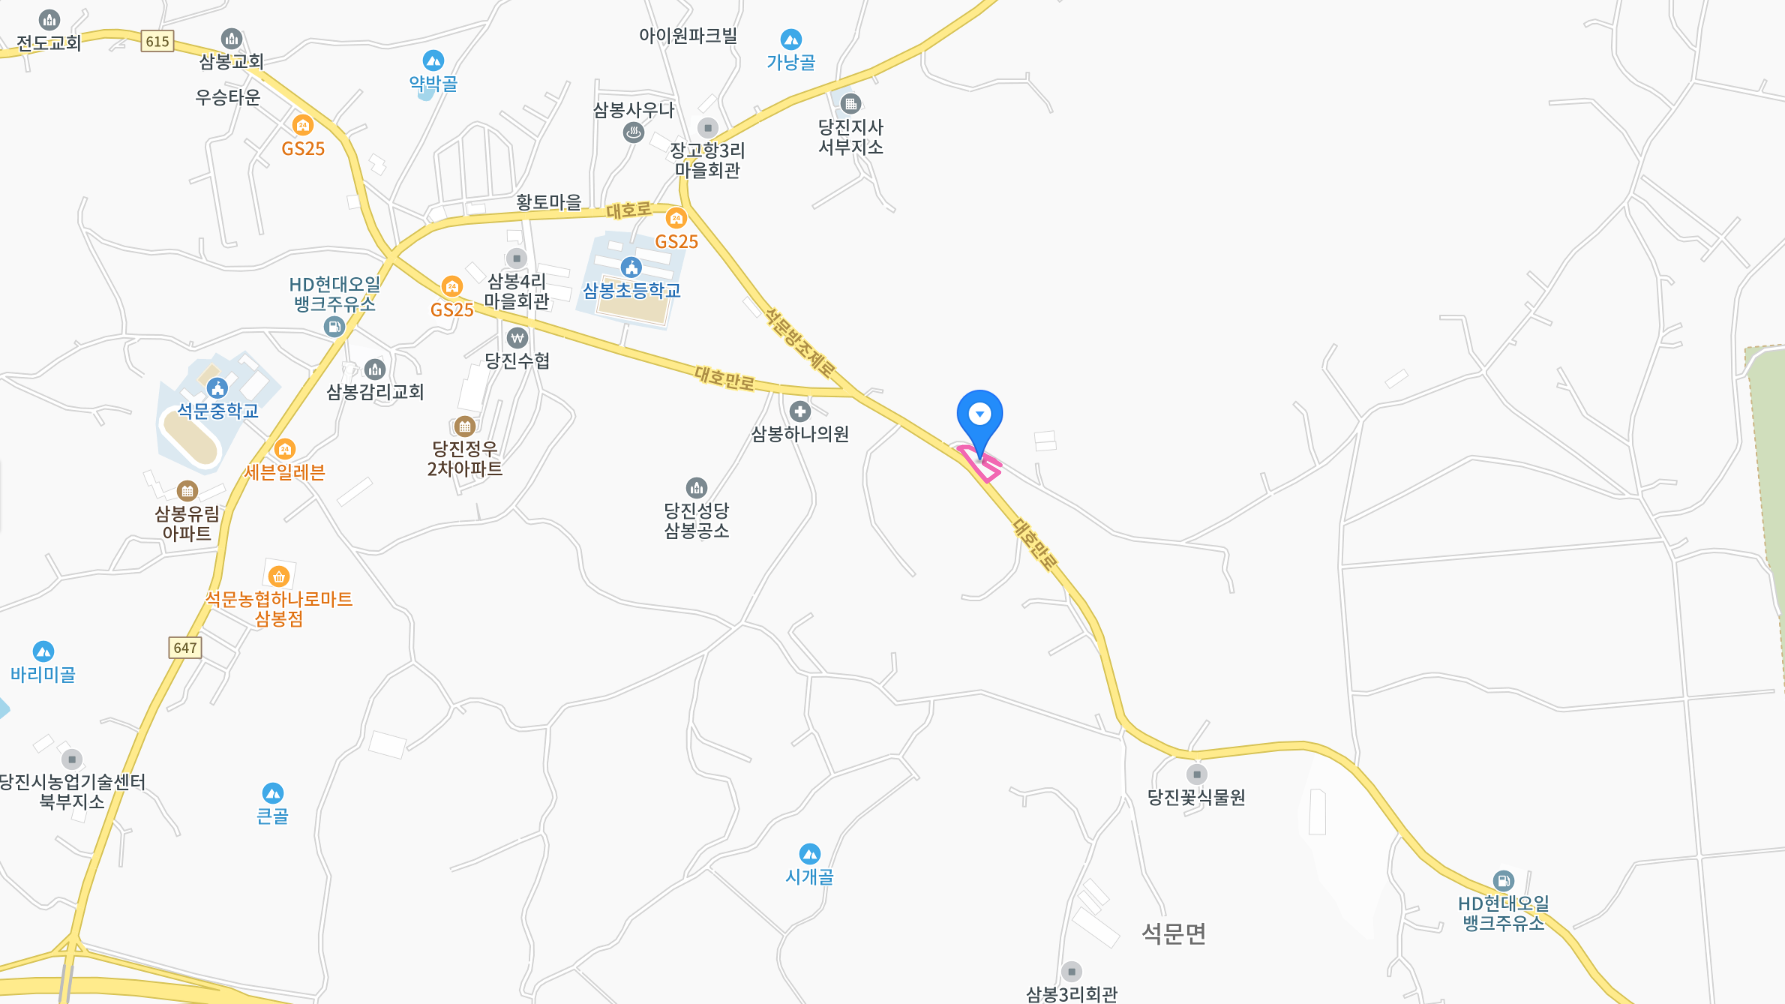 전도교회
615
삼봉교회
우승타운
약박골
아이원파크빌
가낭골
GS25
삼봉사우나
장고항3리
마을회관
당진지사
서부지소
황토마을
대호로
GS25
HD현대오일
뱅크주유소
GS25
삼봉4리
마을회관
삼봉초등학교
석문방조제로
당진수협
대호만로
삼봉감리교회
석문중학교
삼봉하나의원
세븐일레븐
당진정우
2차아파트
삼봉유림
아파트
당진성당
삼봉공소
대호만로
석문농협하나로마트
삼봉점
647
바리미골
당진시농업기술센터
북부지소
큰골
당진꽃식물원
시개골
HD현대오일
뱅크주유소
석문면
삼봉3리회관